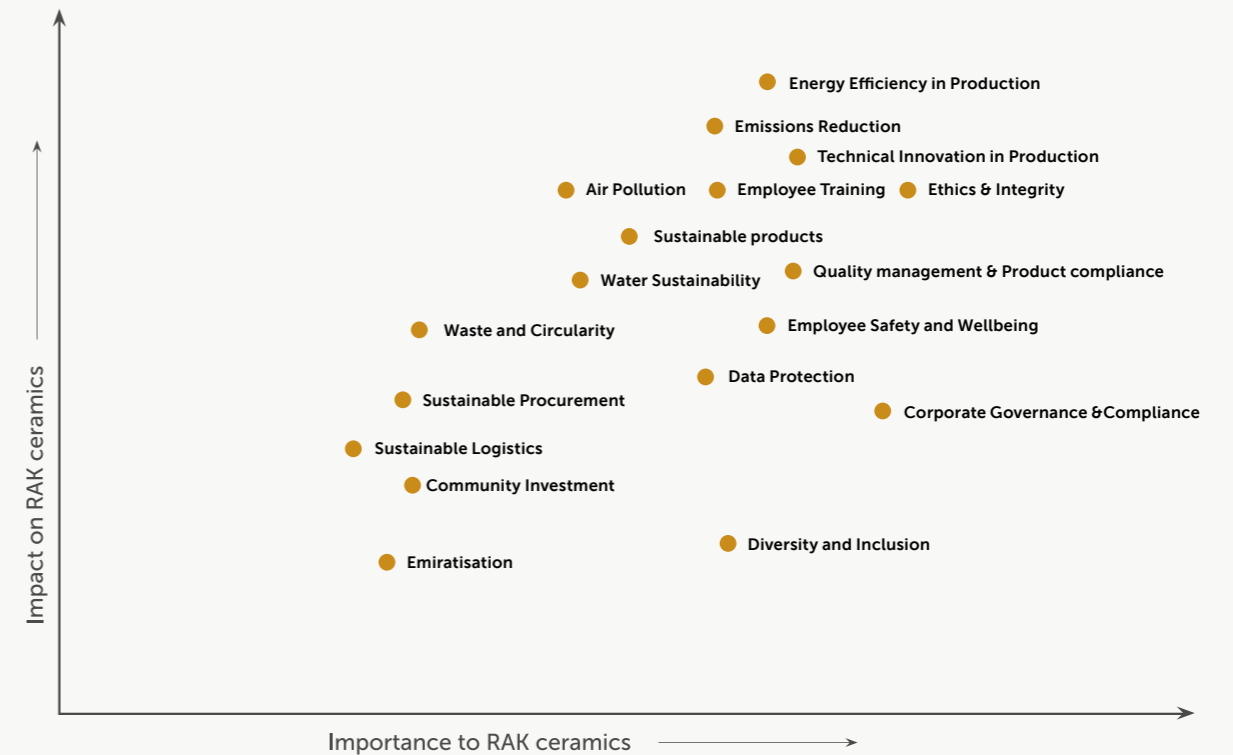 Energy Efficiency in Production
Emissions Reduction
Technical Innovation in Production
Air Pollution
Employee Training
Ethics & Integrity
Sustainable products
Quality management & Product compliance
Water Sustainability
Employee Safety and Wellbeing
Waste and Circularity
Data Protection
Sustainable Procurement
Corporate Governance &Compliance
Sustainable Logistics
Community Investment
Diversity and Inclusion
Emiratisation
Impact on RAK ceramics
Importance to RAK ceramics